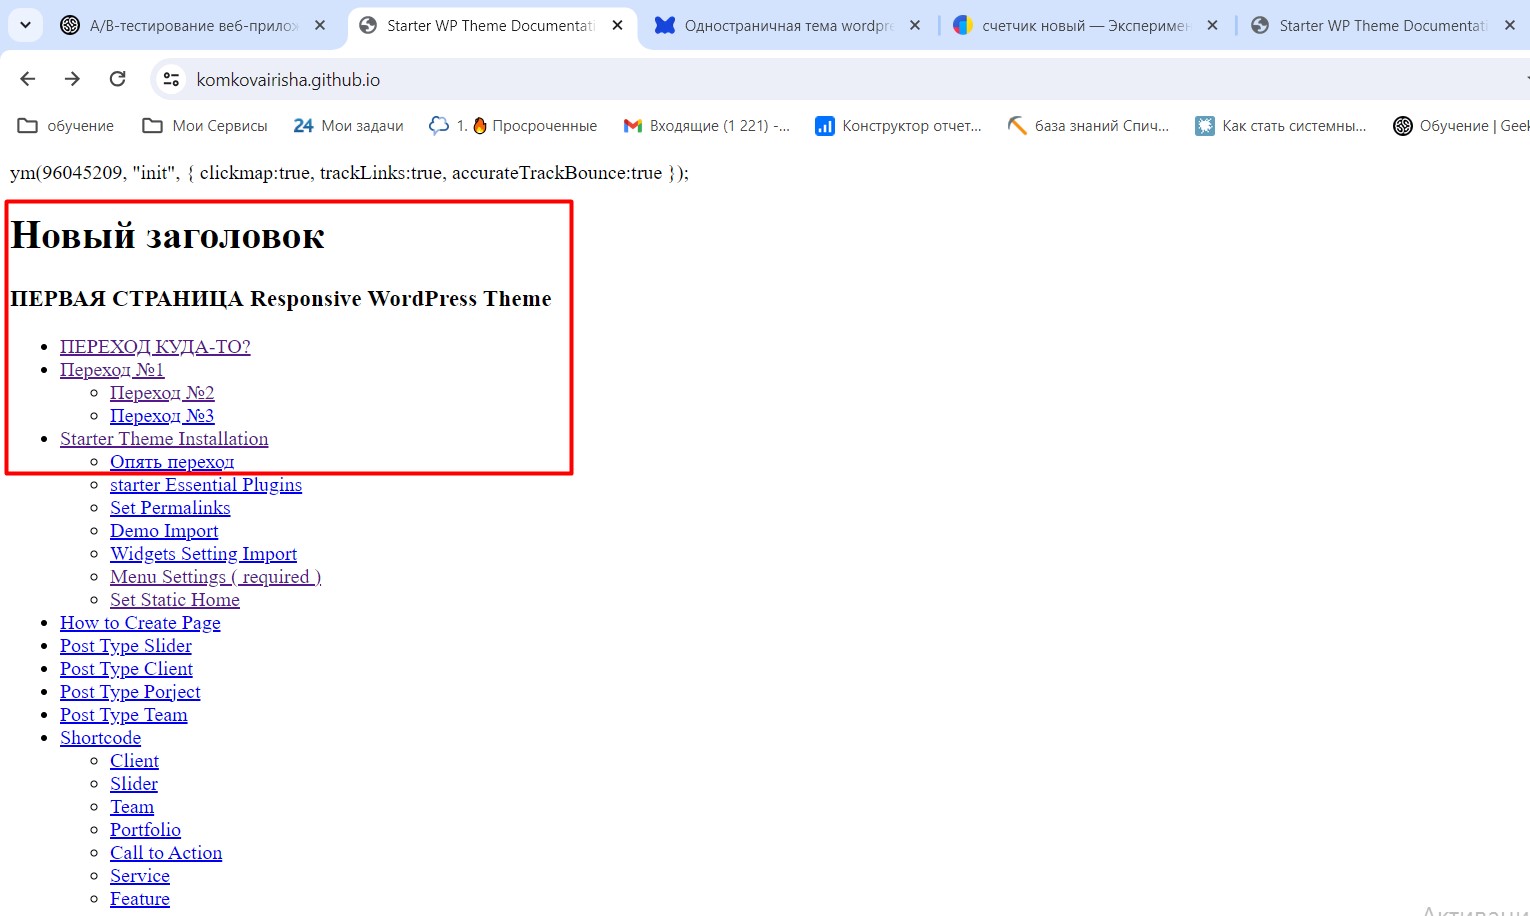 А/В-тестирование веб-прилож
Starter WP Theme Documentati
Одностраничная тема wordpre
счетчик новый — Эксперимен
Starter WP Theme Documentati
komkovairisha.github.io
обучение
Мои Сервисы
24 Мои задачи
1. 🔥 Просроченные
Входящие (1 221) -...
Конструктор отчет...
база знаний Спич...
Как стать системны...
Обучение | Geek
ym(96045209, "init", { clickmap:true, trackLinks:true, accurateTrackBounce:true });
Новый заголовок
ПЕРВАЯ СТРАНИЦА Responsive WordPress Theme
ПЕРЕХОД КУДА-ТО?
Переход №1
Переход №2
Переход №3
Starter Theme Installation
Опять переход
starter Essential Plugins
Set Permalinks
Demo Import
Widgets Setting Import
Menu Settings ( required )
Set Static Home
How to Create Page
Post Type Slider
Post Type Client
Post Type Porject
Post Type Team
Shortcode
Client
Slider
Team
Portfolio
Call to Action
Service
Feature